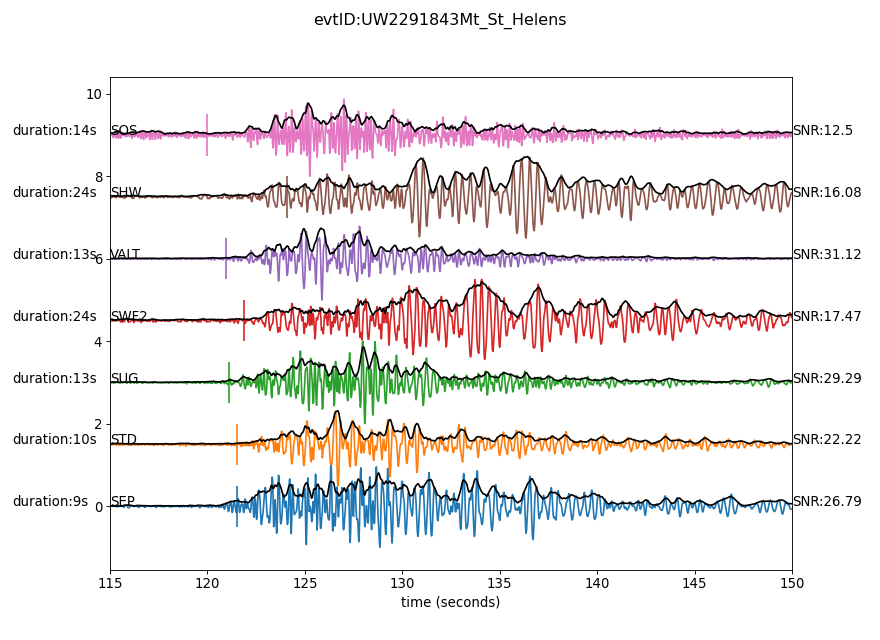 evtID:UW2291843Mt_St_Helens
10
duration:14s SOS SNR:12.5
8
duration:24s SHW SNR:16.08
duration:13s VALT SNR:31.12
6
duration:24s SWF2 SNR:17.47
4
duration:13s SUG SNR:29.29
2
duration:10s STD SNR:22.22
duration:9s SEP SNR:26.79
0
115 120 125 130 135 140 145 150
time (seconds)